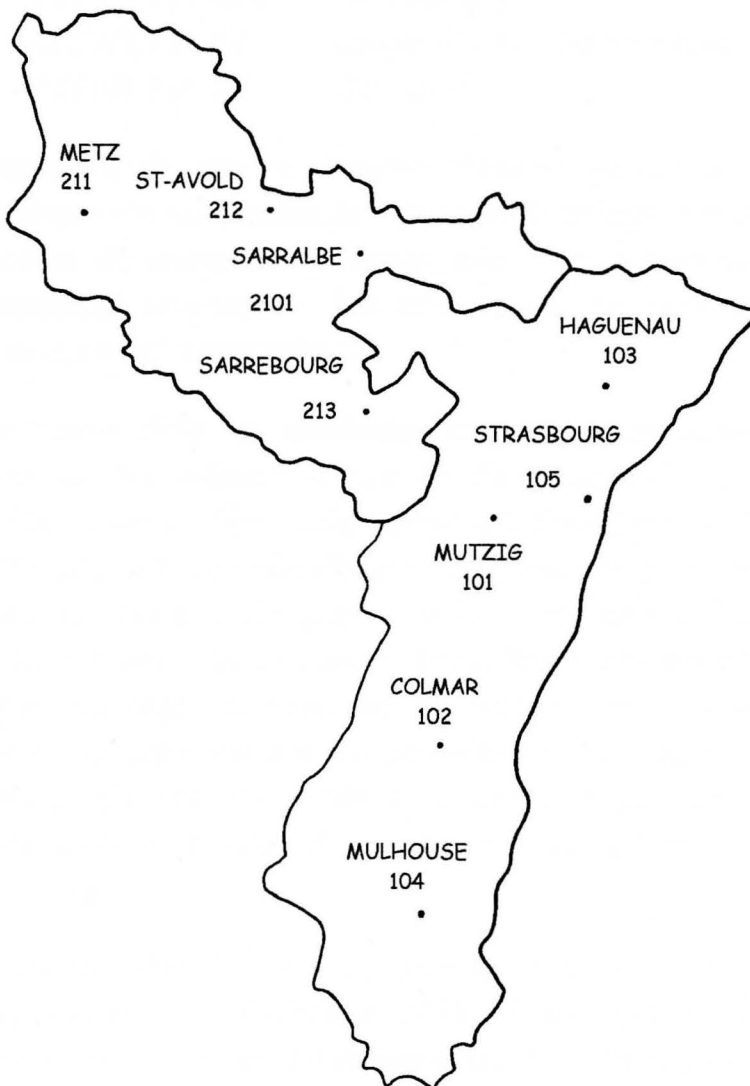 METZ
211
ST-AVOLD
212
SARRALBE
2101
SARREBOURG
213
HAGUENAU
103
STRASBOURG
105
MUTZIG
101
COLMAR
102
MULHOUSE
104